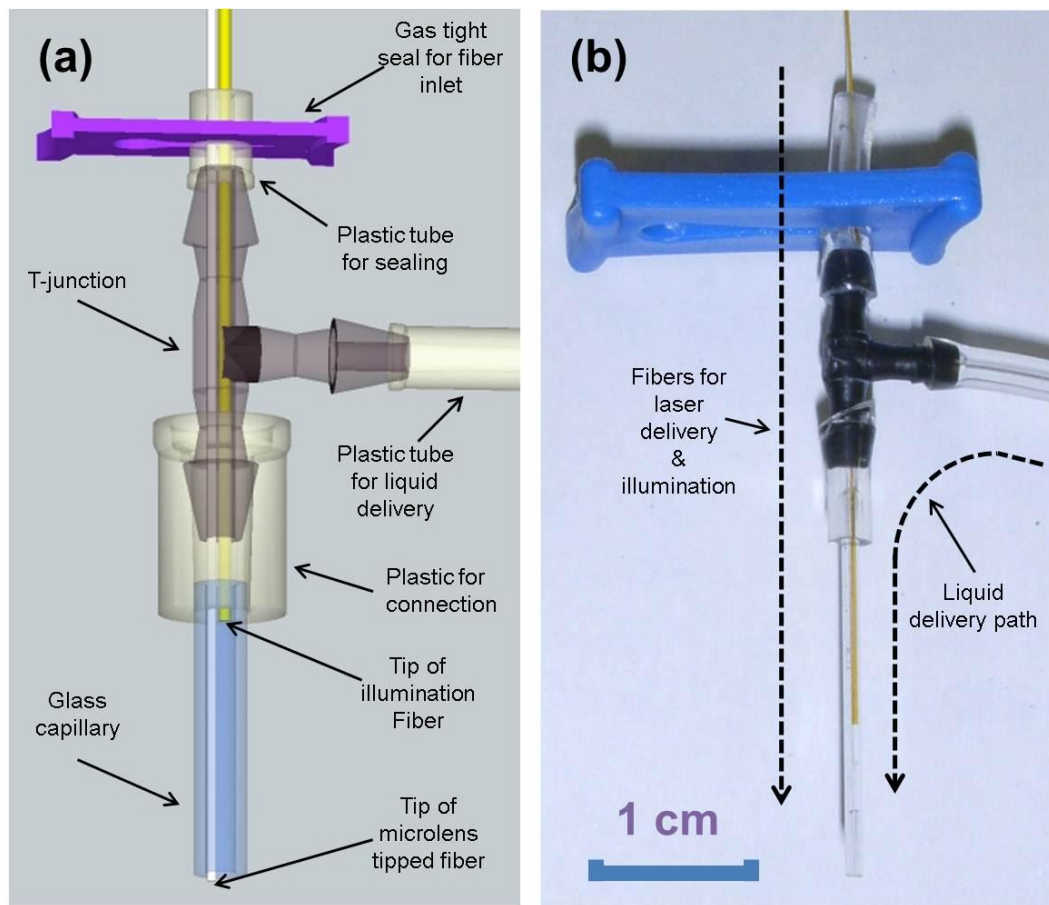 (a)
Gas tight
seal for fiber
inlet
Plastic tube
for sealing
T-junction
Plastic tube
for liquid
delivery
Plastic for
connection
Tip of
illumination
Fiber
Glass
capillary
Tip of
microlens
tipped fiber
(b)
Fibers for
laser
delivery
&
illumination
Liquid
delivery path
1 cm